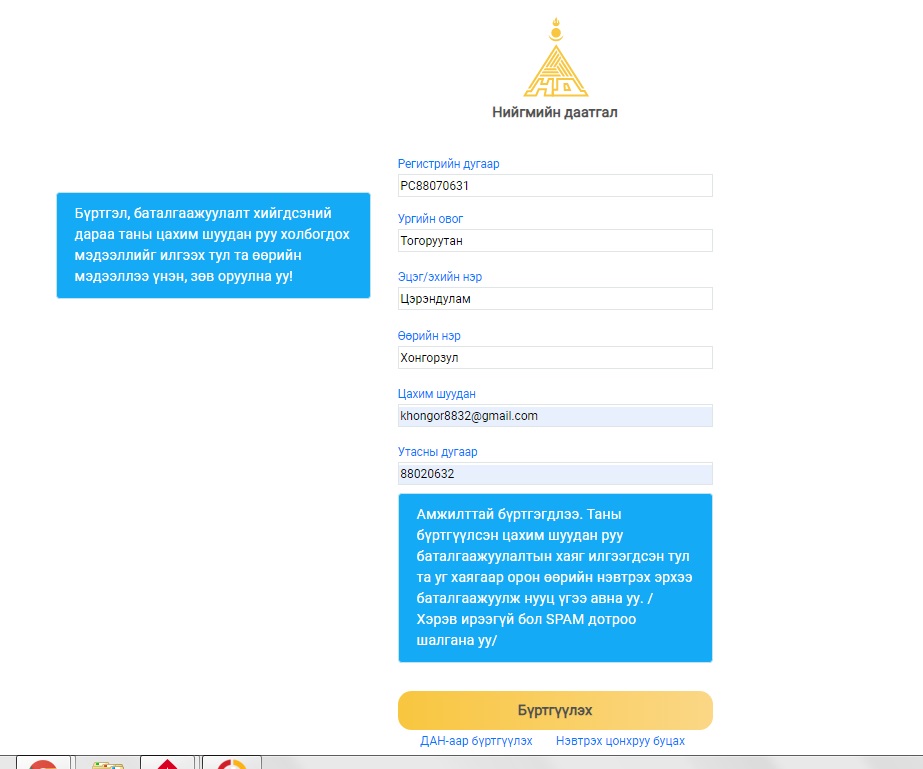 НД
Нийгмийн даатгал
Регистрийн дугаар
РС88070631
Бүртгэл, баталгаажуулалт хийгдсэний
дараа таны цахим шуудан руу холбогдох
мэдээллийг илгээх тул та өөрийн
мэдээллээ үнэн, зөв оруулна уу!
Ургийн овог
Тогоруутан
Эцэг/эхийн нэр
Цэрэндулам
Өөрийн нэр
Хонгорзул
Цахим шуудан
khongor8832@gmail.com
Утасны дугаар
88020632
Амжилттай бүртгэгдлээ. Таны
бүртгүүлсэн цахим шуудан руу
баталгаажуулалтын хаяг илгээгдсэн тул
та уг хаягаар орон өөрийн нэвтрэх эрхээ
баталгаажуулж нууц үгээ авна уу. /
Хэрэв ирээгүй бол SPAM дотроо
шалгана уу/
Бүртгүүлэх
ДАН-аар бүртгүүлэх Нэвтрэх цонхруу буцах